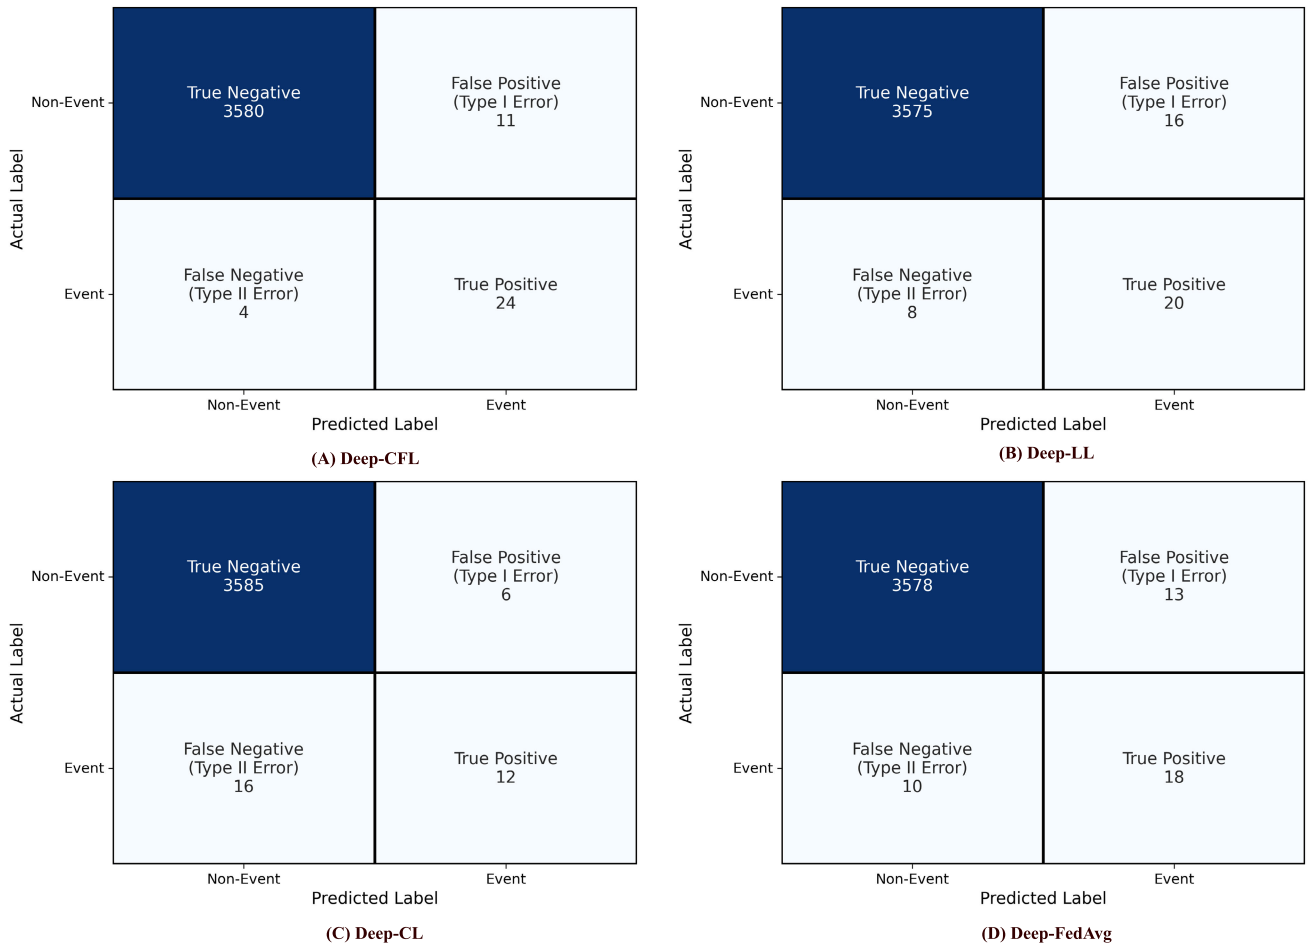 True Negative
3580
False Positive
(Type I Error)
11
False Negative
(Type II Error)
4
True Positive
24
Non-Event
Event
Actual Label
Non-Event
Event
Predicted Label
(A) Deep-CFL
True Negative
3575
False Positive
(Type I Error)
16
False Negative
(Type II Error)
8
True Positive
20
Non-Event
Event
Actual Label
Non-Event
Event
Predicted Label
(B) Deep-LL
True Negative
3585
False Positive
(Type I Error)
6
False Negative
(Type II Error)
16
True Positive
12
Non-Event
Event
Actual Label
Non-Event
Event
Predicted Label
(C) Deep-CL
True Negative
3578
False Positive
(Type I Error)
13
False Negative
(Type II Error)
10
True Positive
18
Non-Event
Event
Actual Label
Non-Event
Event
Predicted Label
(D) Deep-FedAvg